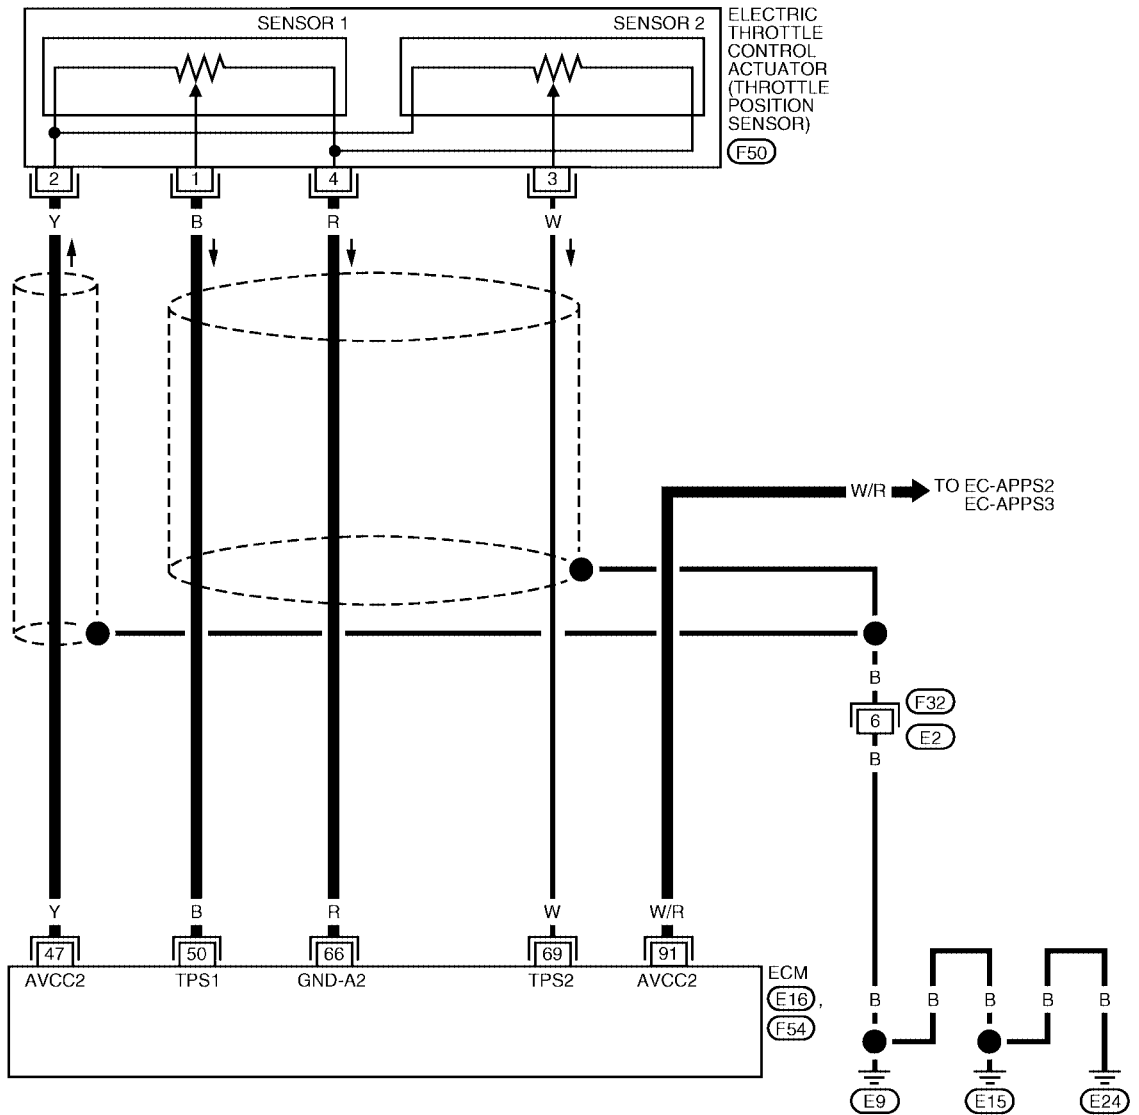 SENSOR 1
SENSOR 2
ELECTRIC
THROTTLE
CONTROL
ACTUATOR
(THROTTLE
POSITION
SENSOR)
F50
2
1
4
3
Y
B
R
W
W/R
TO EC-APPS2
EC-APPS3
B
F32
6
E2
B
Y
B
R
W
W/R
47
50
66
69
91
AVCC2
TPS1
GND-A2
TPS2
AVCC2
ECM
E16 ,
F54
B
B
B
B
B
E9
E15
E24